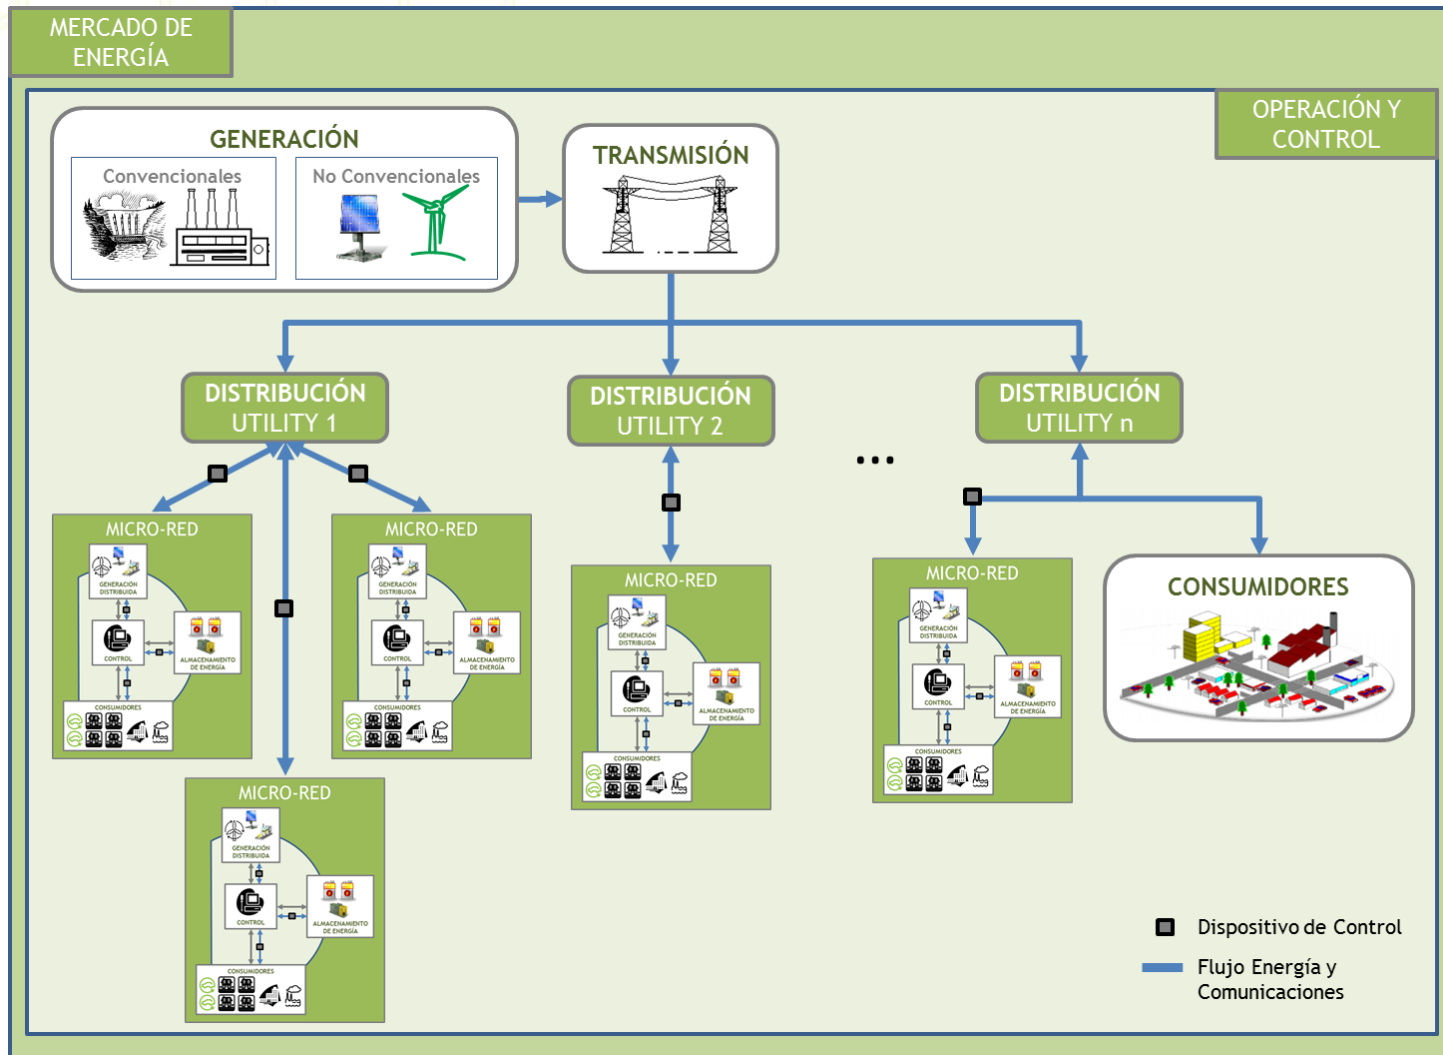 MERCADO DE
ENERGÍA
OPERACIÓN Y
CONTROL
GENERACIÓN
Convencionales
No Convencionales
TRANSMISIÓN
DISTRIBUCIÓN
UTILITY 1
DISTRIBUCIÓN
UTILITY 2
...
DISTRIBUCIÓN
UTILITY n
MICRO-RED
GENERACIÓN
DISTRIBUIDA
CONTROL
ALMACENAMIENTO
DE ENERGÍA
CONSUMIDORES
MICRO-RED
GENERACIÓN
DISTRIBUIDA
CONTROL
ALMACENAMIENTO
DE ENERGÍA
CONSUMIDORES
MICRO-RED
GENERACIÓN
DISTRIBUIDA
CONTROL
ALMACENAMIENTO
DE ENERGÍA
CONSUMIDORES
MICRO-RED
GENERACIÓN
DISTRIBUIDA
CONTROL
ALMACENAMIENTO
DE ENERGÍA
CONSUMIDORES
CONSUMIDORES
MICRO-RED
GENERACIÓN
DISTRIBUIDA
CONTROL
ALMACENAMIENTO
DE ENERGÍA
CONSUMIDORES
Dispositivo de Control
Flujo Energía y
Comunicaciones